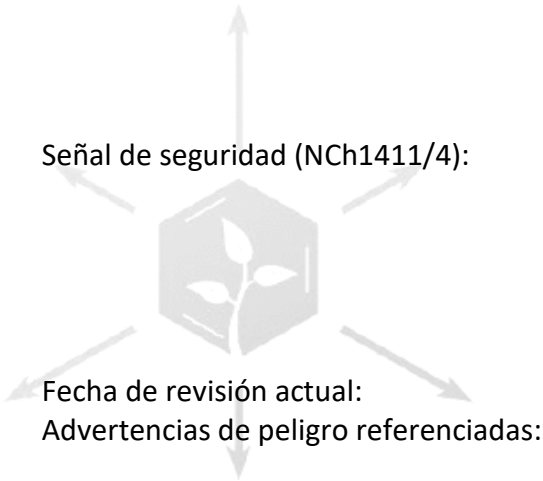 Señal de seguridad (NCh1411/4):
Fecha de revisión actual:
Advertencias de peligro referenciadas: